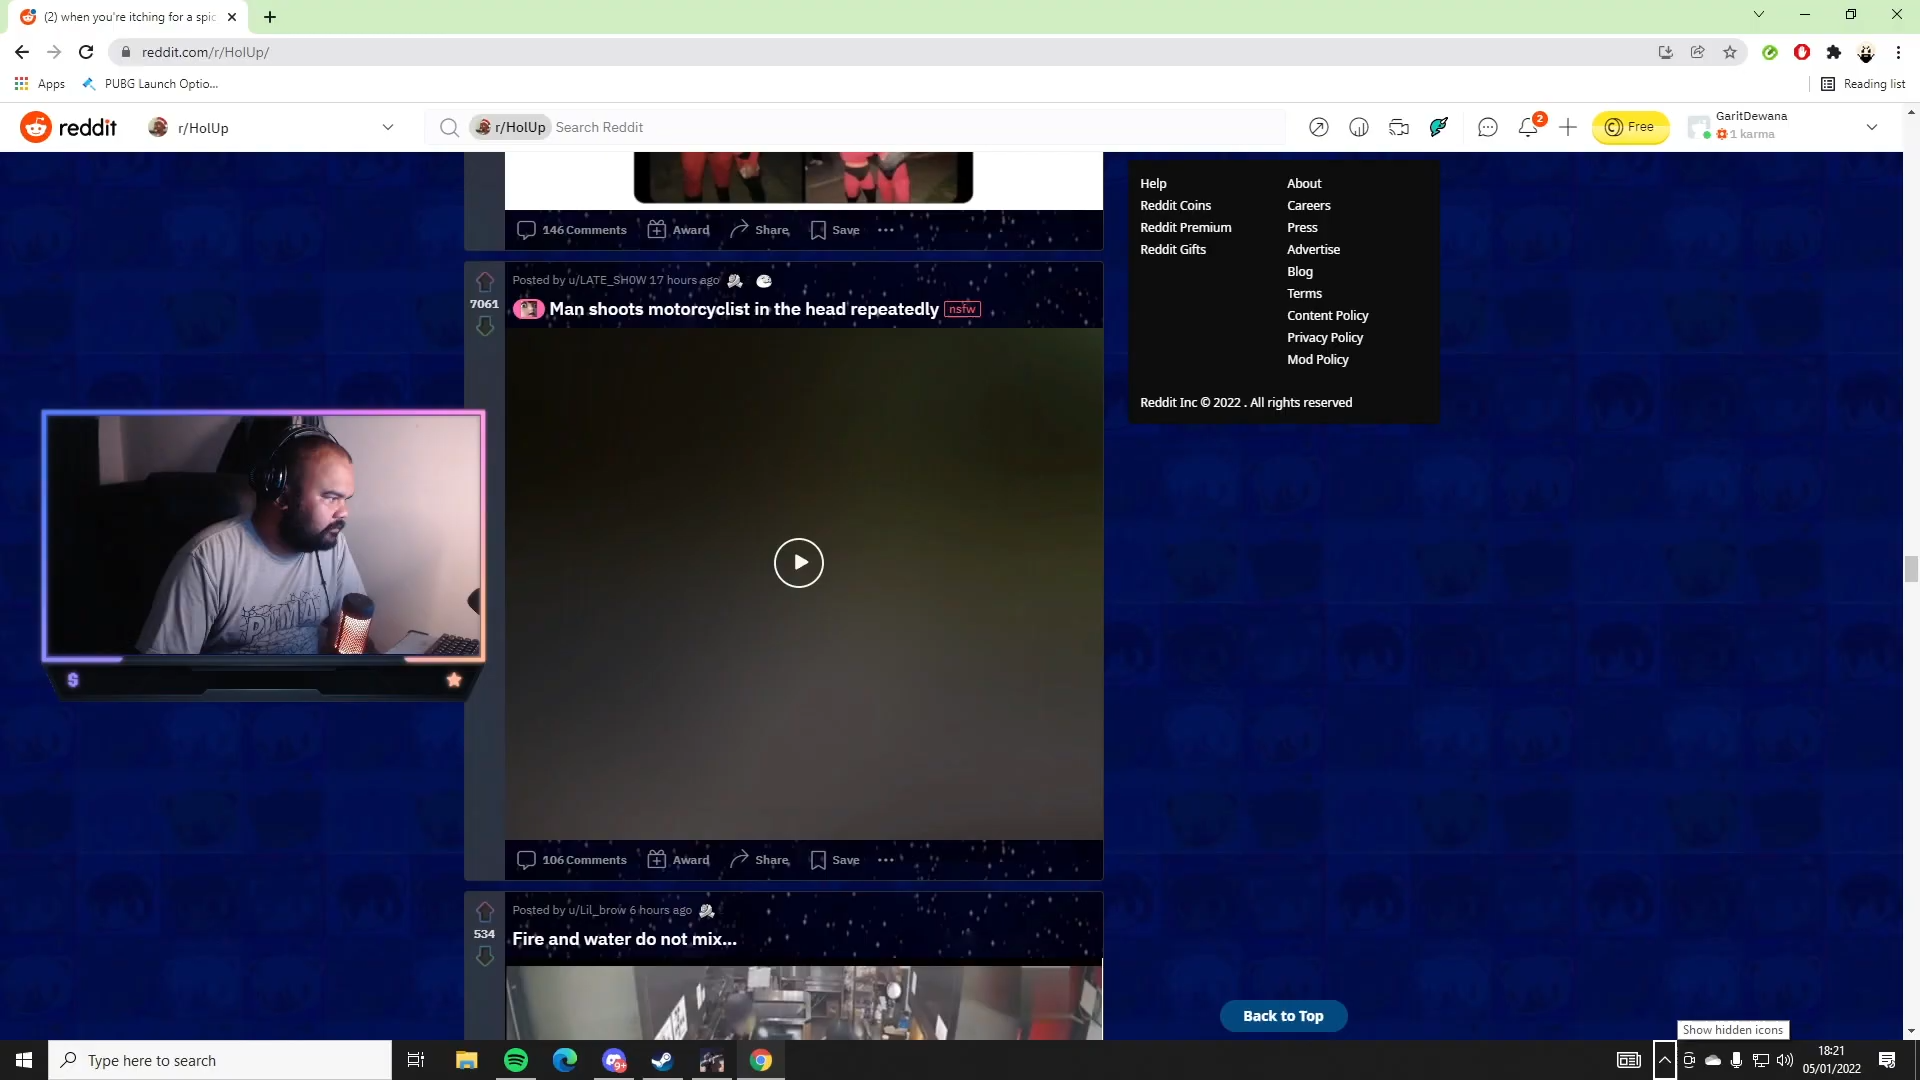 (2) when you're itching for a spic
reddit.com/r/HolUp/
Apps
PUBG Launch Optio...
Reading list
reddit
r/HolUp
r/HolUp
Search Reddit
2
Free
GaritDewana
1 karma
146 Comments
Award
Share
Save
Help
Reddit Coins
Reddit Premium
Reddit Gifts
About
Careers
Press
Advertise
Blog
Terms
Content Policy
Privacy Policy
Mod Policy
Reddit Inc © 2022 . All rights reserved
Posted by u/LATE_SH0W 17 hours ago
7061
Man shoots motorcyclist in the head repeatedly nsfw
106 Comments
Award
Share
Save
Posted by u/Lil_brow 6 hours ago
534
Fire and water do not mix...
Back to Top
Show hidden icons
Type here to search
9+
18:21
05/01/2022